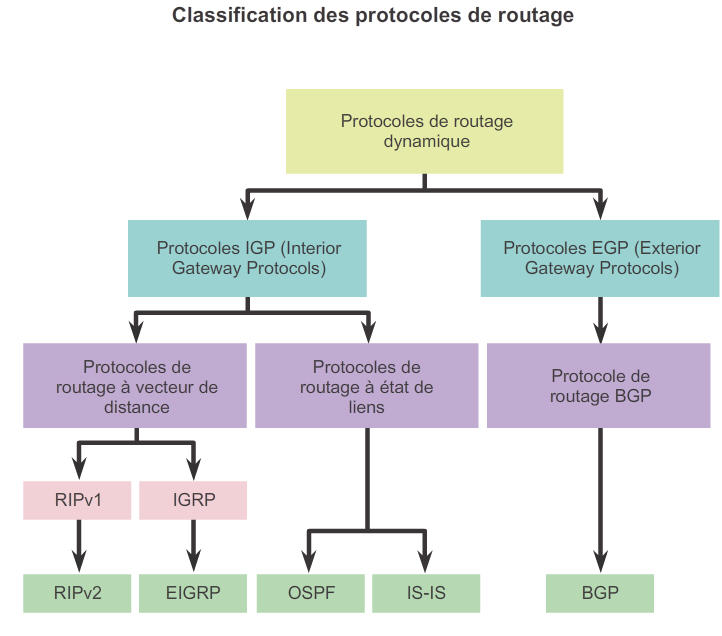 Classification des protocoles de routage
Protocoles de routage
dynamique
Protocoles IGP (Interior
Gateway Protocols)
Protocoles EGP (Exterior
Gateway Protocols)
Protocoles de
routage à vecteur de
distance
Protocoles de
routage à état de
liens
Protocole de
routage BGP
RIPv1
IGRP
RIPv2
EIGRP
OSPF
IS-IS
BGP